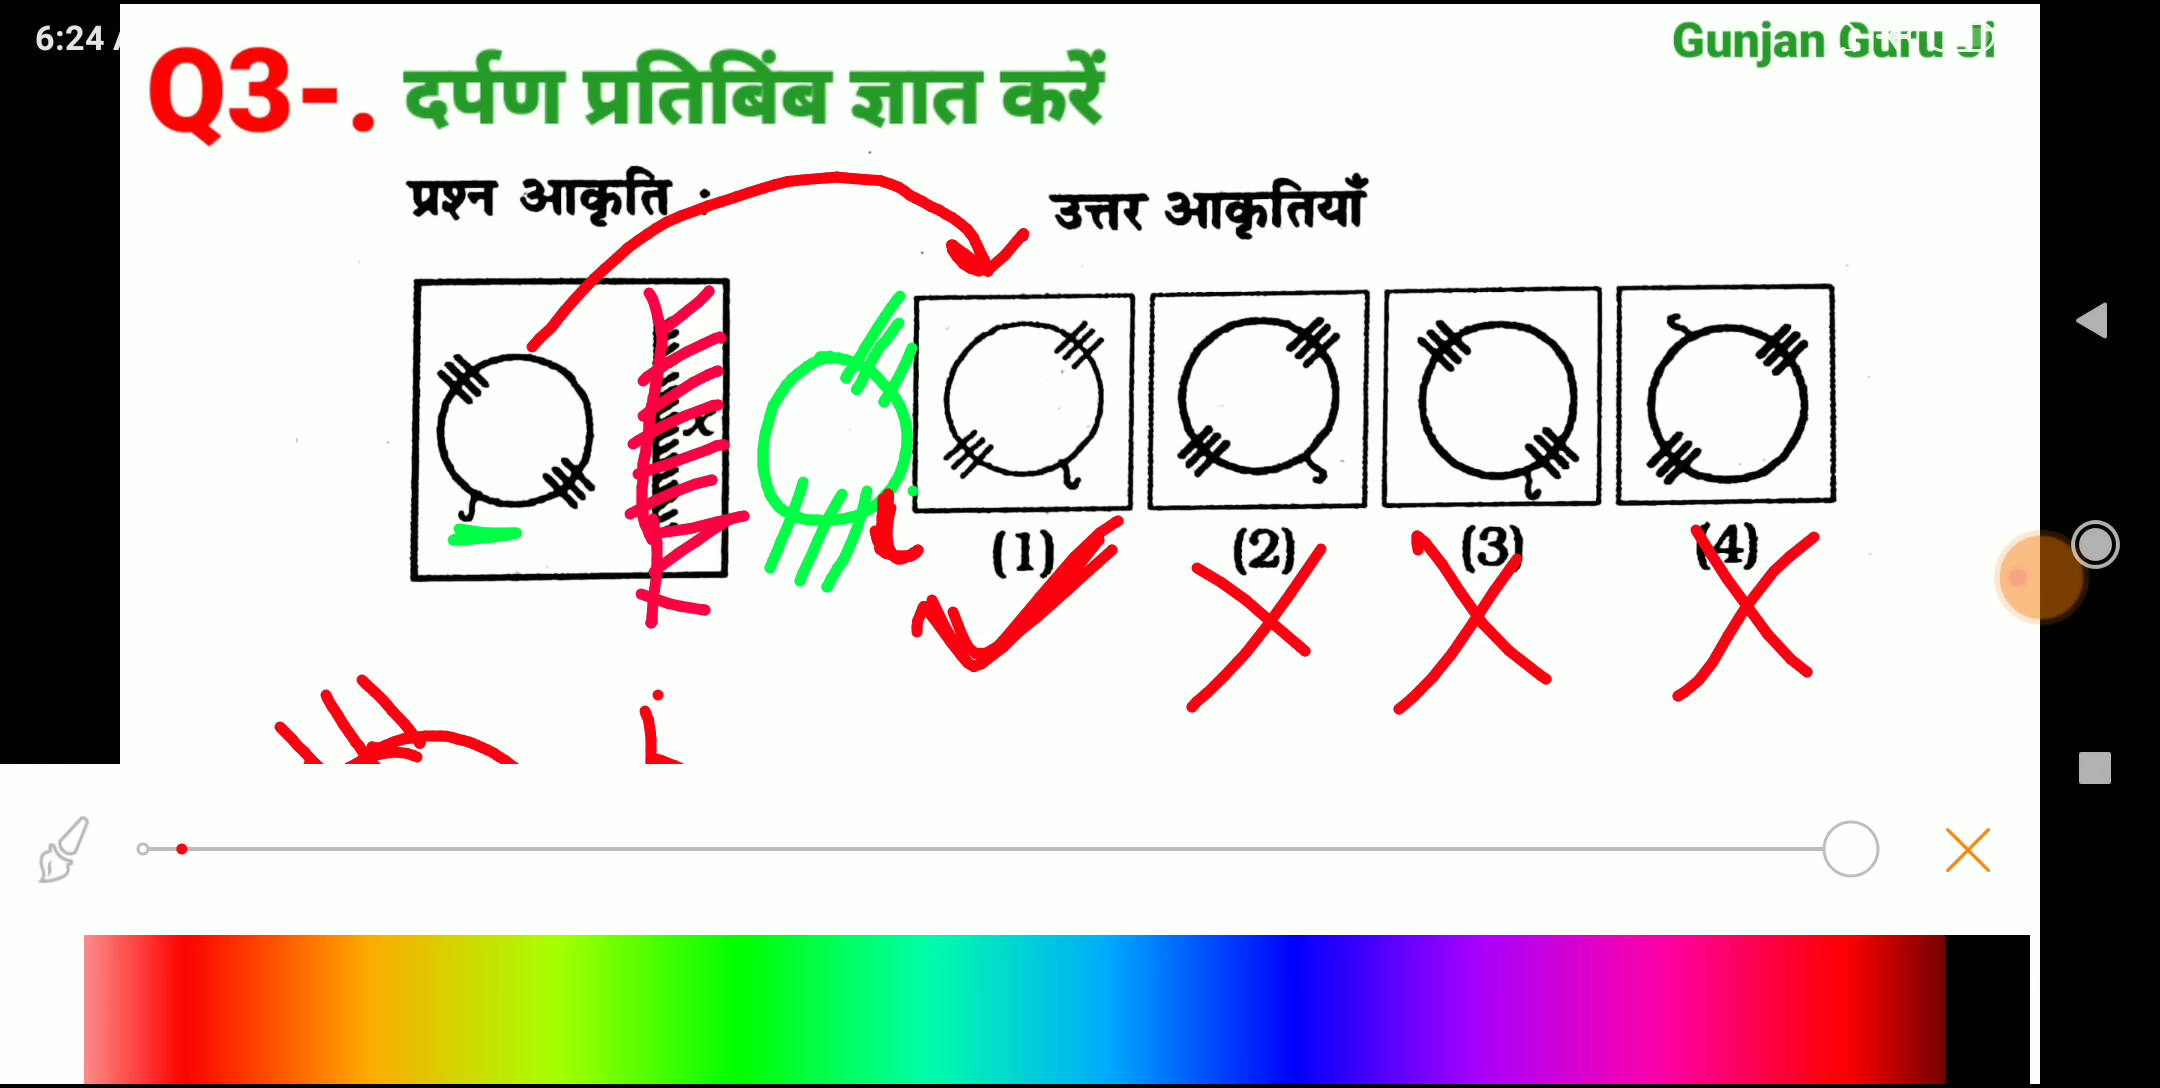 6:24
Gunjan Guru Ji
Q3-. दर्पण प्रतिबिंब ज्ञात करें
प्रश्न आकृति : उत्तर आकृतियाँ
x
(1) (2) (3) (4)